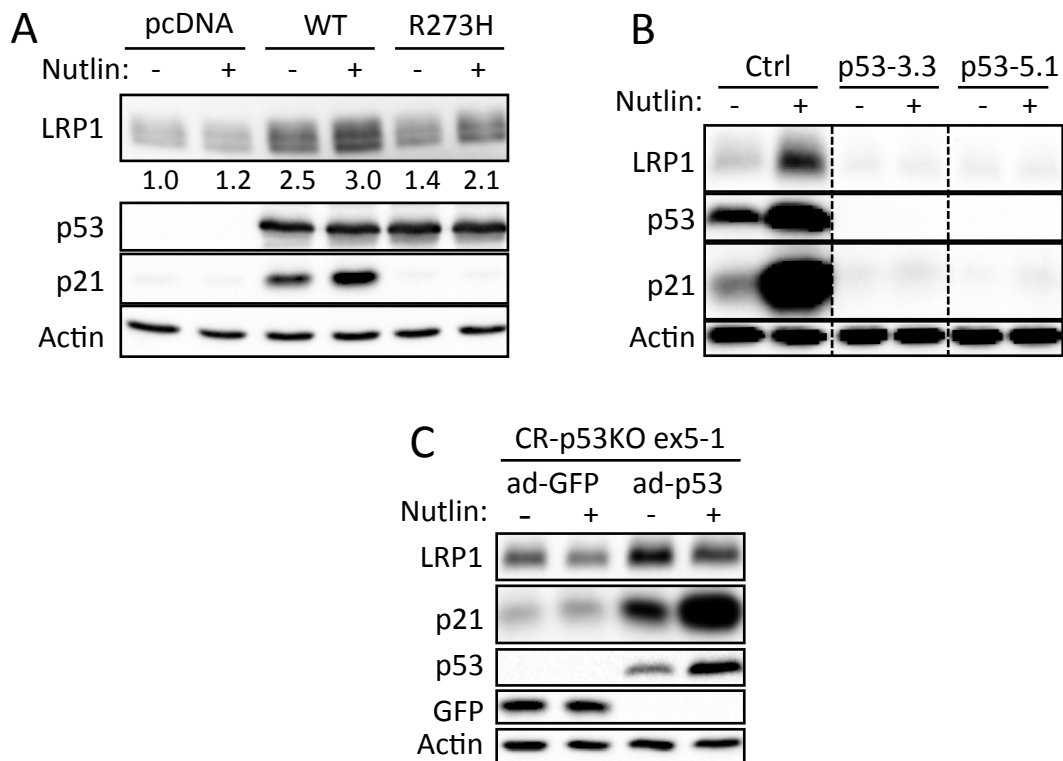 A
pcDNA WT R273H
Nutlin: - + - + - +
LRP1
1.0 1.2 2.5 3.0 1.4 2.1
p53
p21
Actin
B
Ctrl p53-3.3 p53-5.1
Nutlin: - + - + - +
LRP1
p53
p21
Actin
C
CR-p53KO ex5-1
ad-GFP ad-p53
Nutlin: - + - +
LRP1
p21
p53
GFP
Actin